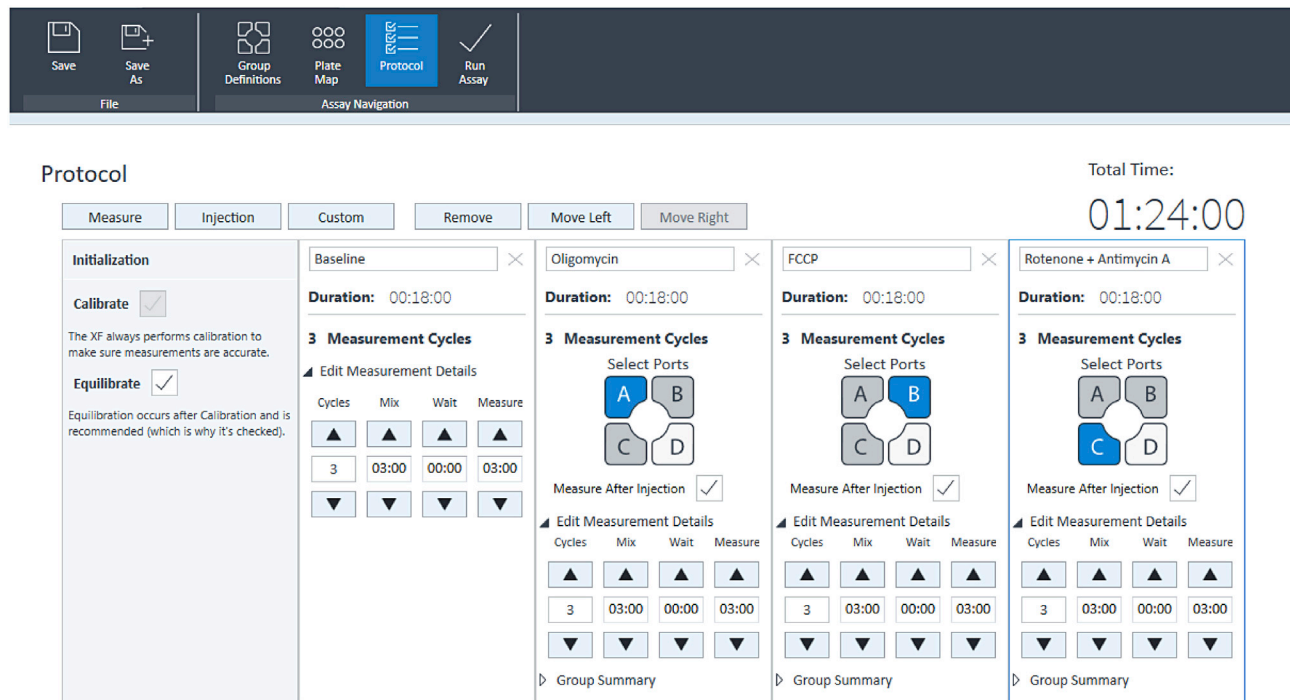 Save
Save As
Group Definitions
Plate Map
Protocol
Run Assay
File
Assay Navigation
Protocol
Total Time:
01:24:00
Measure Injection Custom Remove Move Left Move Right
Initialization
Calibrate
The XF always performs calibration to
make sure measurements are accurate.
Equilibrate
Equilibration occurs after Calibration and is
recommended (which is why it's checked).
Baseline
Duration: 00:18:00
3 Measurement Cycles
Edit Measurement Details
Cycles Mix Wait Measure
3 03:00 00:00 03:00
Oligomycin
Duration: 00:18:00
3 Measurement Cycles
Select Ports
A B
C D
Measure After Injection
Edit Measurement Details
Cycles Mix Wait Measure
3 03:00 00:00 03:00
Group Summary
FCCP
Duration: 00:18:00
3 Measurement Cycles
Select Ports
A B
C D
Measure After Injection
Edit Measurement Details
Cycles Mix Wait Measure
3 03:00 00:00 03:00
Group Summary
Rotenone + Antimycin A
Duration: 00:18:00
3 Measurement Cycles
Select Ports
A B
C D
Measure After Injection
Edit Measurement Details
Cycles Mix Wait Measure
3 03:00 00:00 03:00
Group Summary